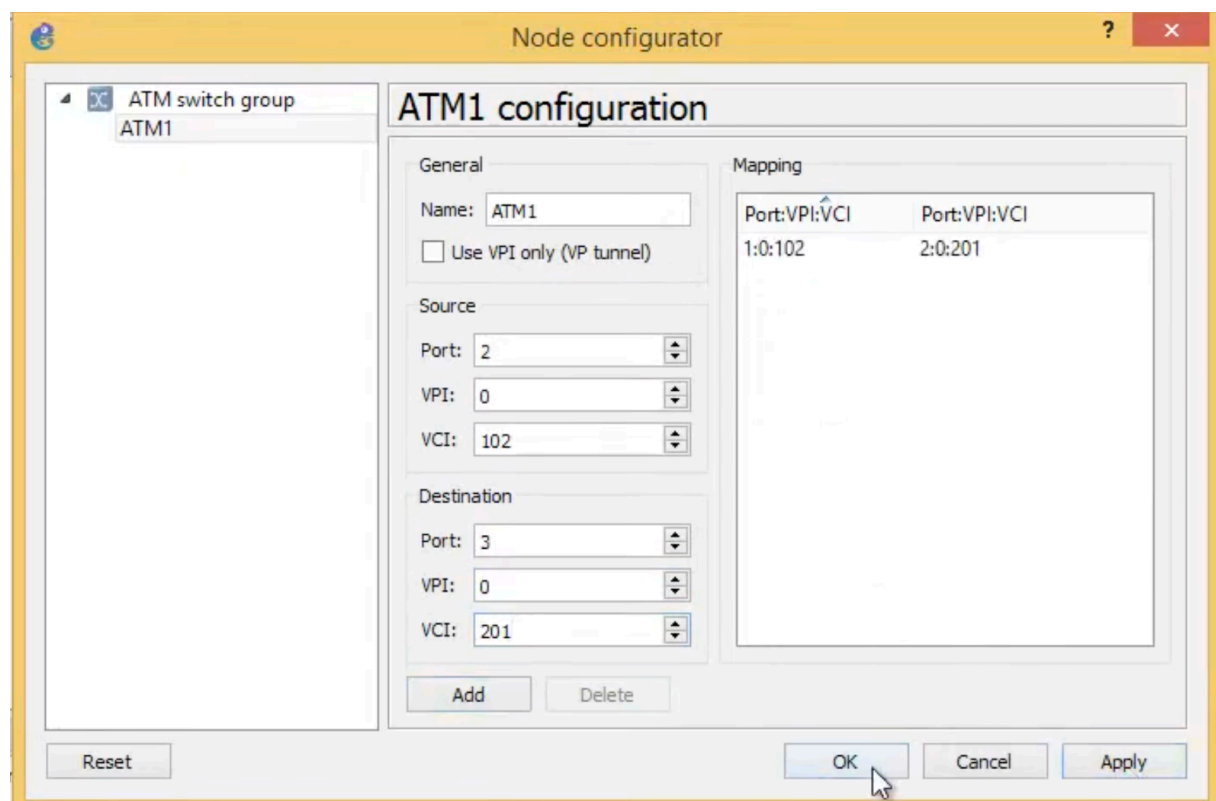 Node configurator
?
ATM switch group
ATM1
ATM1 configuration
General
Name: ATM1
Use VPI only (VP tunnel)
Source
Port: 2
VPI: 0
VCI: 102
Destination
Port: 3
VPI: 0
VCI: 201
Add Delete
Mapping
Port:VPI:VCI Port:VPI:VCI
1:0:102 2:0:201
Reset OK Cancel Apply